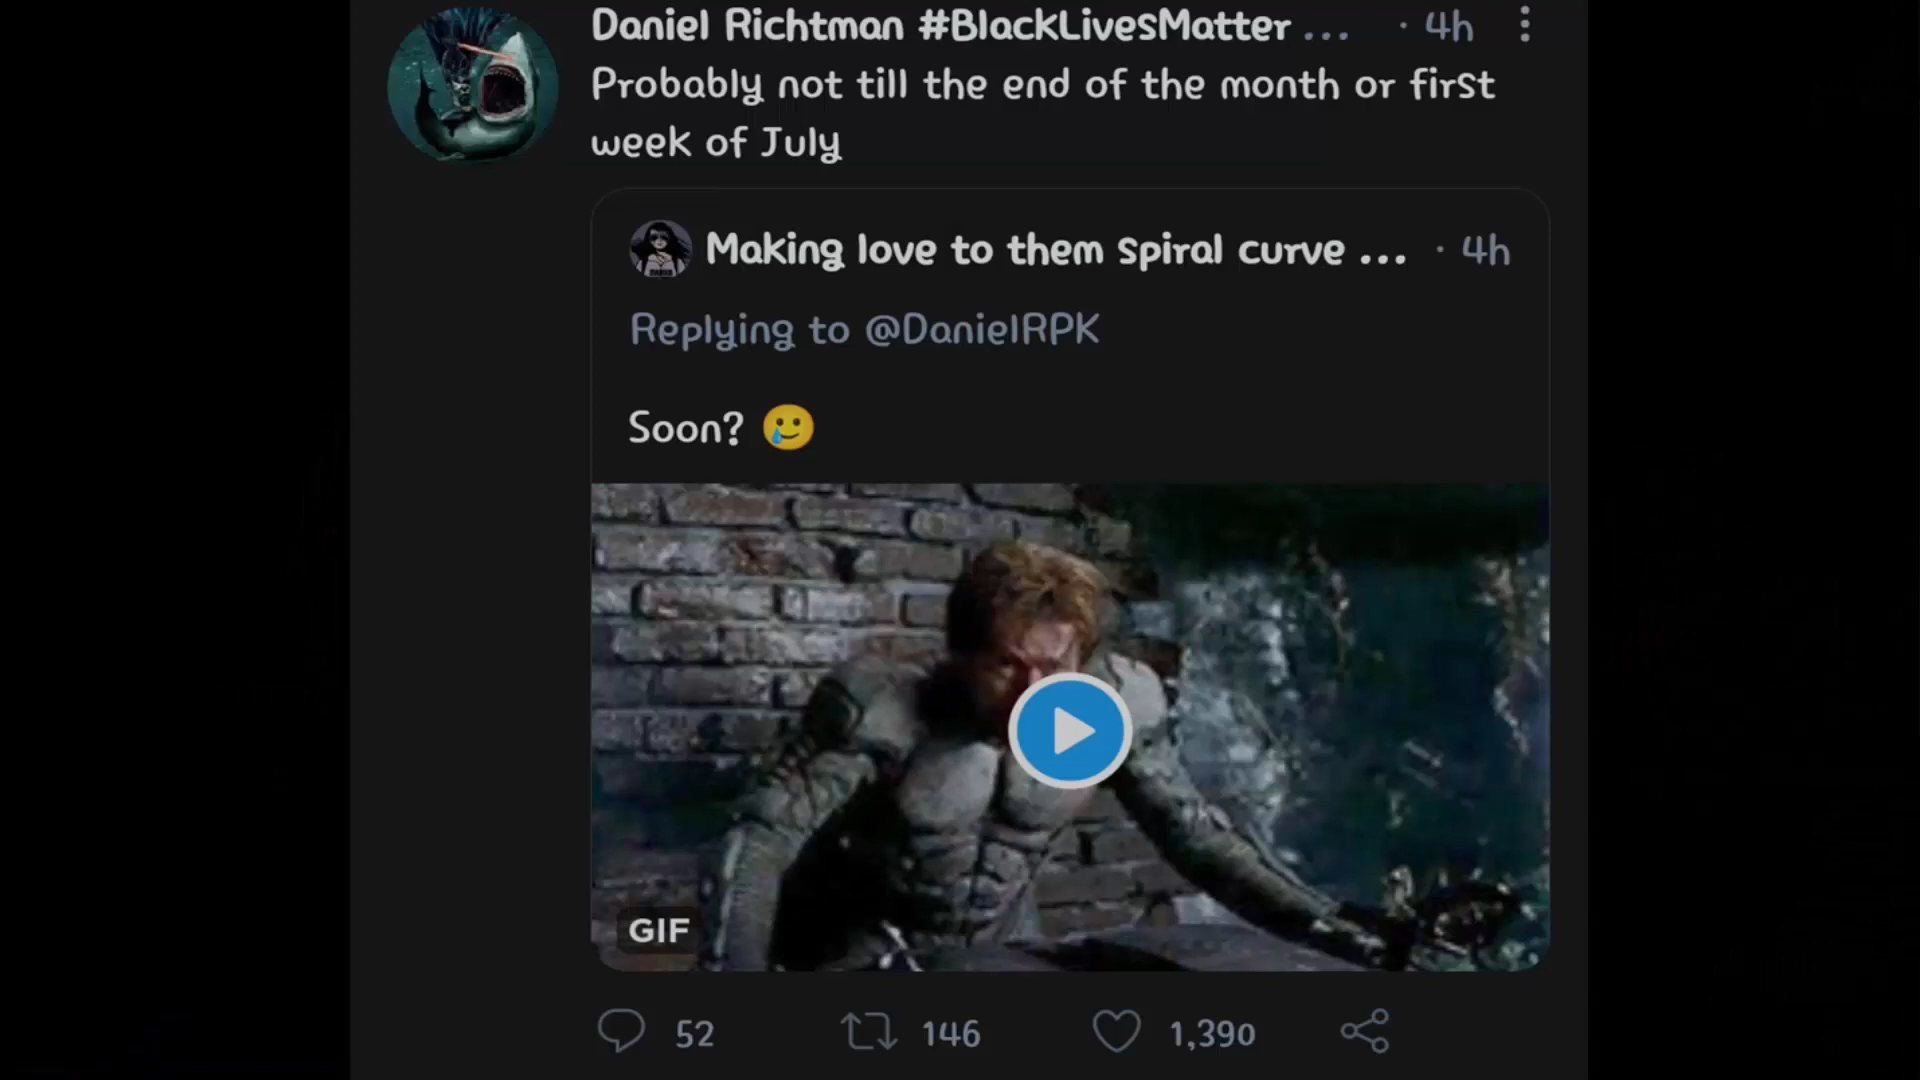 Daniel Richtman #BlackLivesMatter ... · 4h
Probably not till the end of the month or first
week of July
Making love to them spiral curve ... · 4h
Replying to @DanielRPK
Soon? 🥲
GIF
52 146 1,390